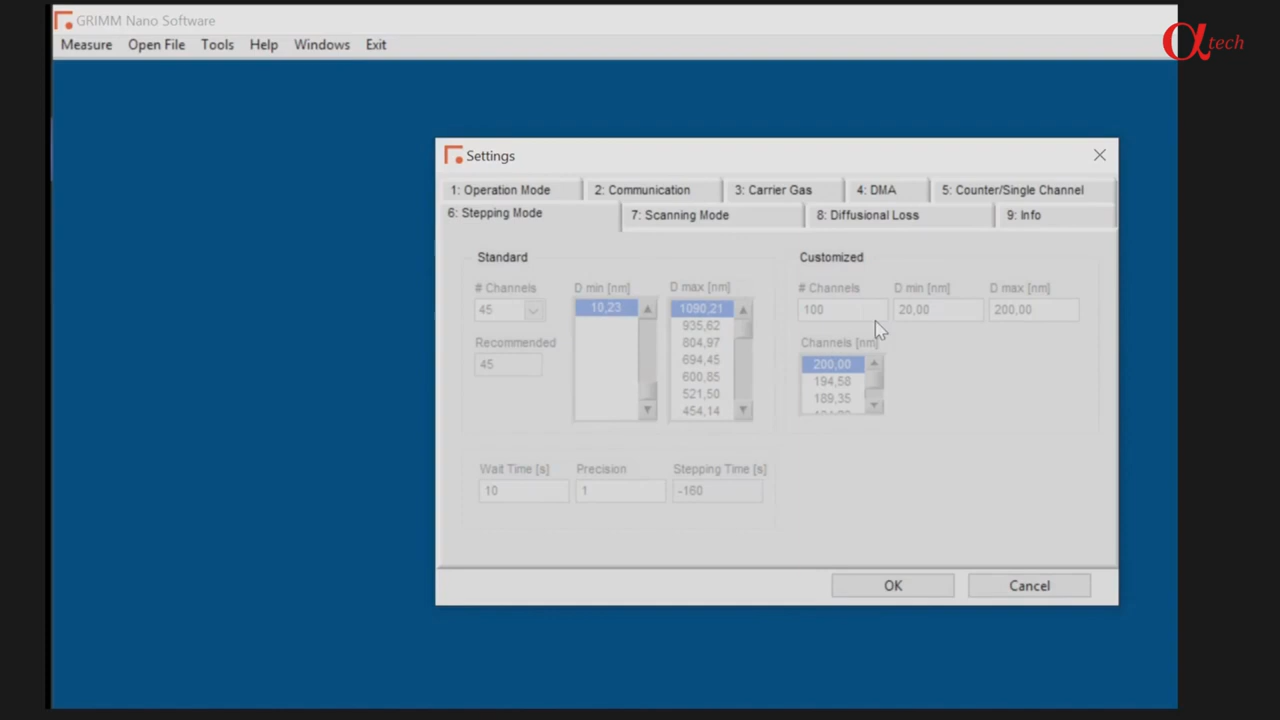 GRIMM Nano Software
α tech
Measure Open File Tools Help Windows Exit
Settings
1: Operation Mode 2: Communication 3: Carrier Gas 4: DMA 5: Counter/Single Channel
6: Stepping Mode 7: Scanning Mode 8: Diffusional Loss 9: Info
Standard
# Channels D min [nm] D max [nm]
45 10,23 1090,21
935,62
Recommended 804,97
45 694,45
600,85
521,50
454,14
Wait Time [s] Precision Stepping Time [s]
10 1 -160
Customized
# Channels D min [nm] D max [nm]
100 20,00 200,00
Channels [nm]
200,00
194,58
189,35
OK Cancel